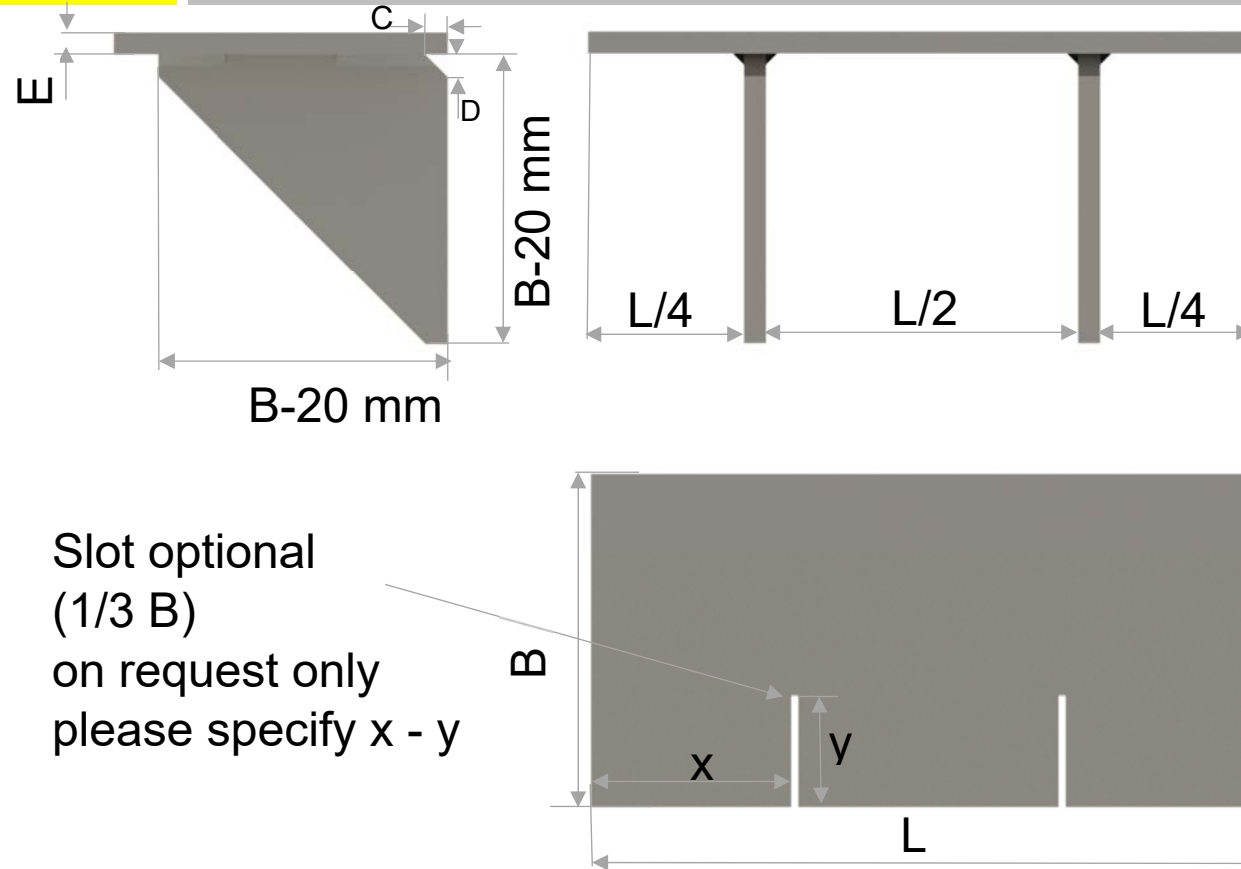 C
E
D
B-20 mm
B-20 mm
L/4
L/2
L/4
Slot optional
(1/3 B)
on request only
please specify x - y
B
x
y
L